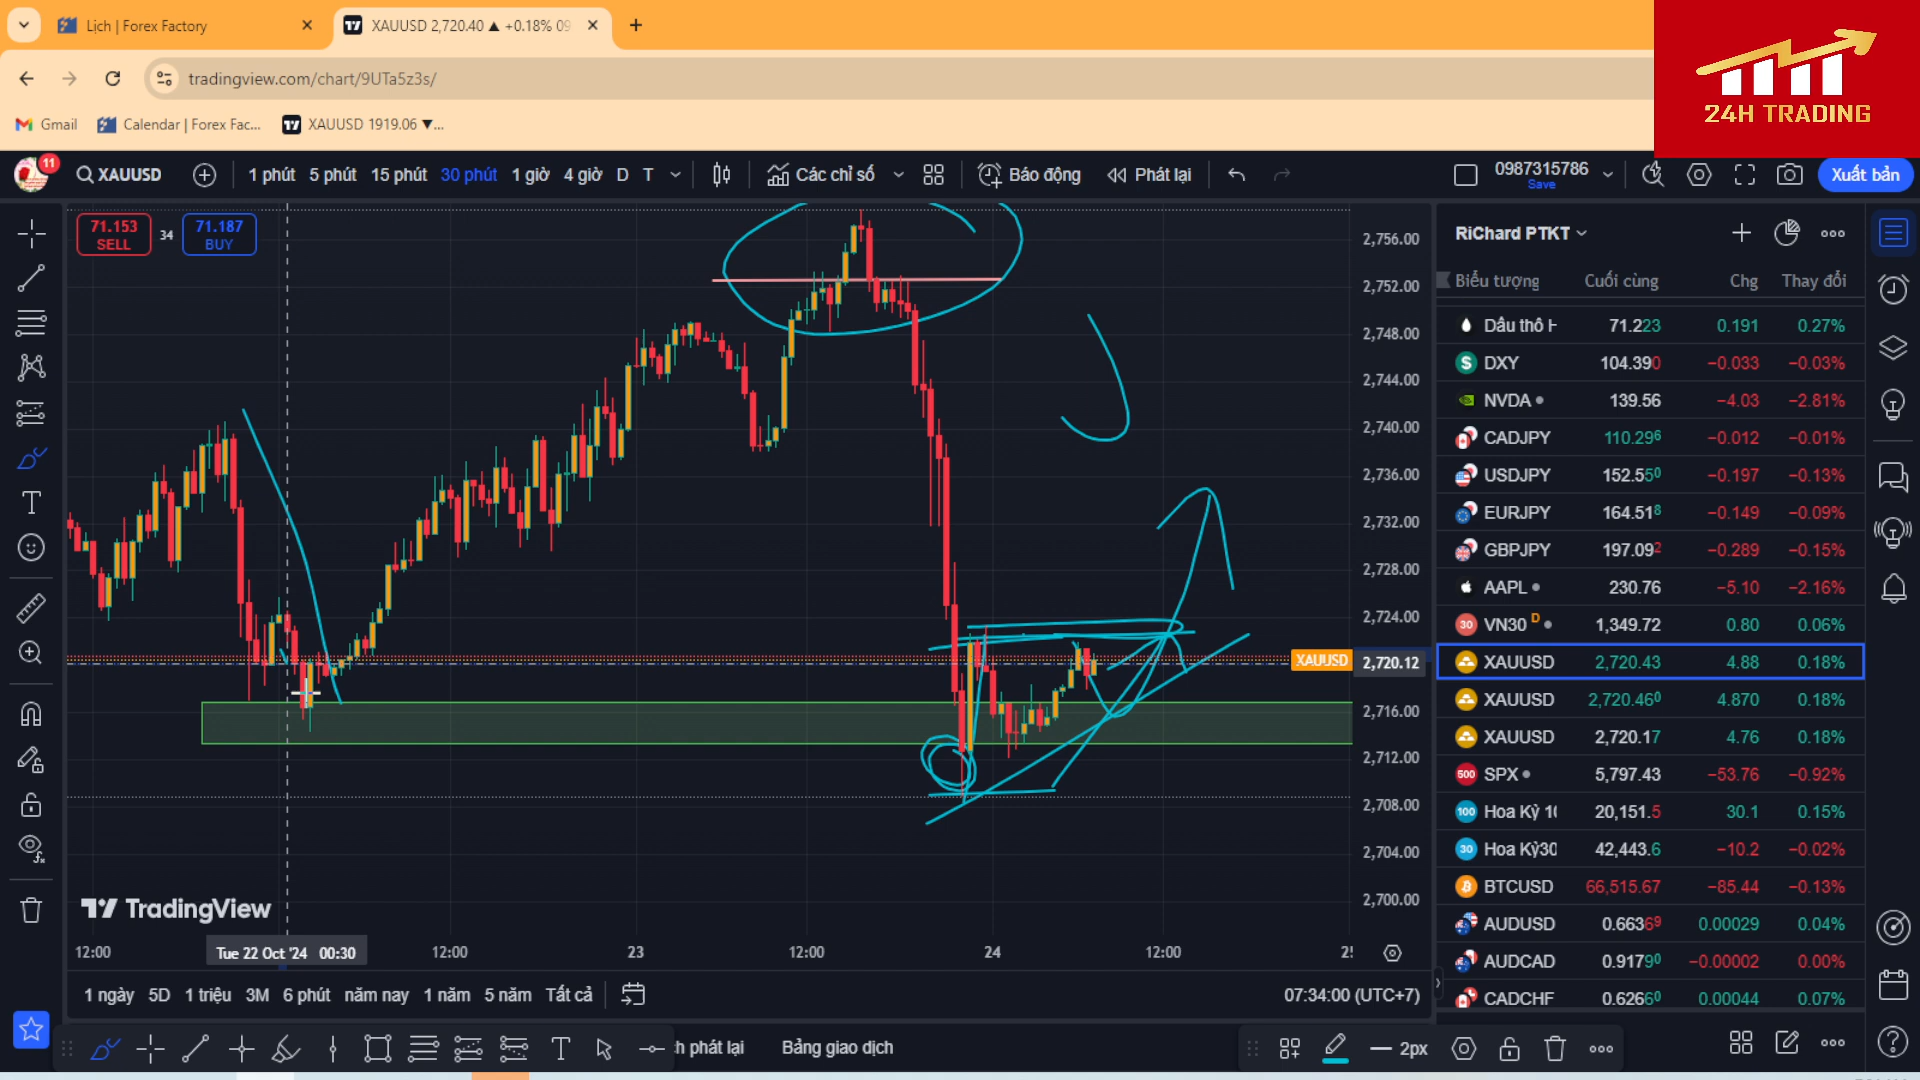 Lịch | Forex Factory
XAUUSD 2,720.40 ▲ +0.18% 09
tradingview.com/chart/9UTa5z3s/
24H TRADING
Gmail
Calendar | Forex Fac...
XAUUSD 1919.06 ▼...
11
XAUUSD
1 phút 5 phút 15 phút 30 phút 1 giờ 4 giờ D T
Các chỉ số
Báo động
Phát lại
0987315786
Save
Xuất bản
71.153
SELL
34
71.187
BUY
2,756.00
2,752.00
2,748.00
2,744.00
2,740.00
2,736.00
2,732.00
2,728.00
2,724.00
XAUUSD 2,720.12
2,716.00
2,712.00
2,708.00
2,704.00
2,700.00
TradingView
12:00
Tue 22 Oct '24 00:30
12:00
23
12:00
24
12:00
1 ngày 5D 1 triệu 3M 6 phút năm nay 1 năm 5 năm Tất cả
07:34:00 (UTC+7)
h phát lại
Bảng giao dịch
2px
RiChard PTKT
Biểu tượng Cuối cùng Chg Thay đổi
Dầu thô 71.223 0.191 0.27%
DXY 104.390 −0.033 −0.03%
NVDA 139.56 −4.03 −2.81%
CADJPY 110.296 −0.012 −0.01%
USDJPY 152.550 −0.197 −0.13%
EURJPY 164.518 −0.149 −0.09%
GBPJPY 197.092 −0.289 −0.15%
AAPL 230.76 −5.10 −2.16%
30 VN30 D 1,349.72 0.80 0.06%
XAUUSD 2,720.43 4.88 0.18%
XAUUSD 2,720.460 4.870 0.18%
XAUUSD 2,720.17 4.76 0.18%
500 SPX 5,797.43 −53.76 −0.92%
100 Hoa Kỳ 20,151.5 30.1 0.15%
30 Hoa Kỳ30 42,443.6 −10.2 −0.02%
BTCUSD 66,515.67 −85.44 −0.13%
AUDUSD 0.66369 0.00029 0.04%
AUDCAD 0.91790 −0.00002 0.00%
CADCHF 0.62660 0.00044 0.07%